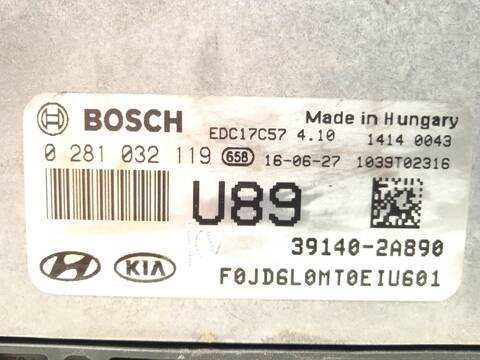 BOSCH
Made in Hungary
EDC17C57 4.10 1414 0043
0 281 032 119 658 16-06-27 1039T02316
U89
39140-2A890
KIA
F0JD6L0MT0EIU601